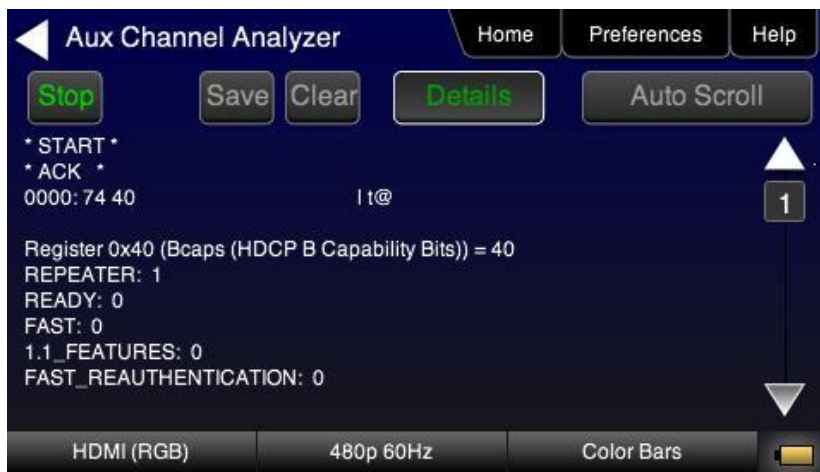 Aux Channel Analyzer
Home
Preferences
Help
Stop
Save
Clear
Details
Auto Scroll
* START *
* ACK *
0000: 74 40 | t@
1
Register 0x40 (Bcaps (HDCP B Capability Bits)) = 40
REPEATER: 1
READY: 0
FAST: 0
1.1_FEATURES: 0
FAST_REAUTHENTICATION: 0
HDMI (RGB)
480p 60Hz
Color Bars